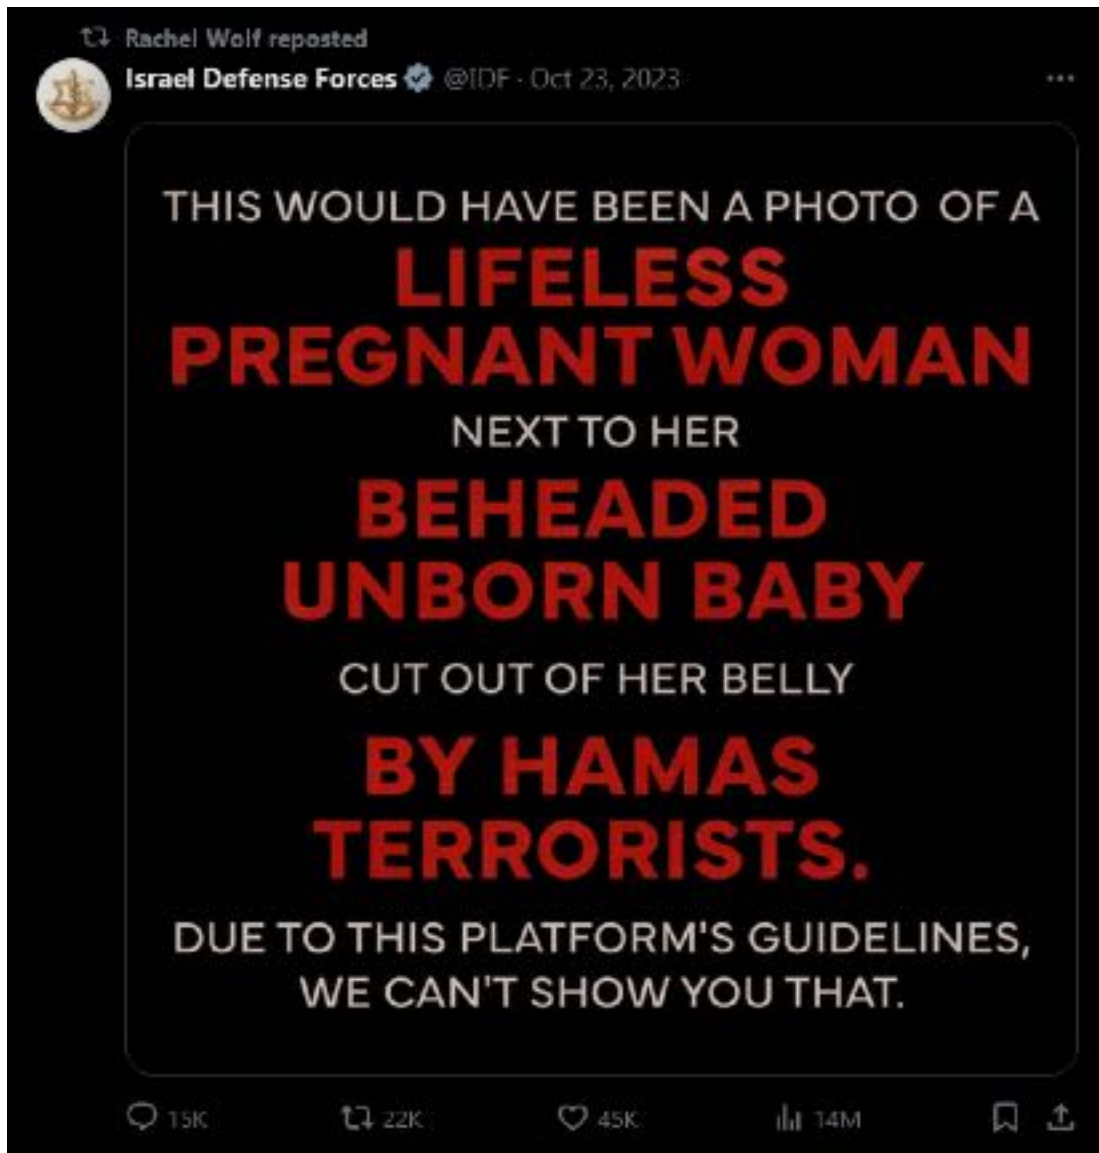 Rachel Wolf reposted
Israel Defense Forces @IDF · Oct 23, 2023
THIS WOULD HAVE BEEN A PHOTO OF A
LIFELESS
PREGNANT WOMAN
NEXT TO HER
BEHEADED
UNBORN BABY
CUT OUT OF HER BELLY
BY HAMAS
TERRORISTS.
DUE TO THIS PLATFORM'S GUIDELINES,
WE CAN'T SHOW YOU THAT.
15K 22K 45K 14M